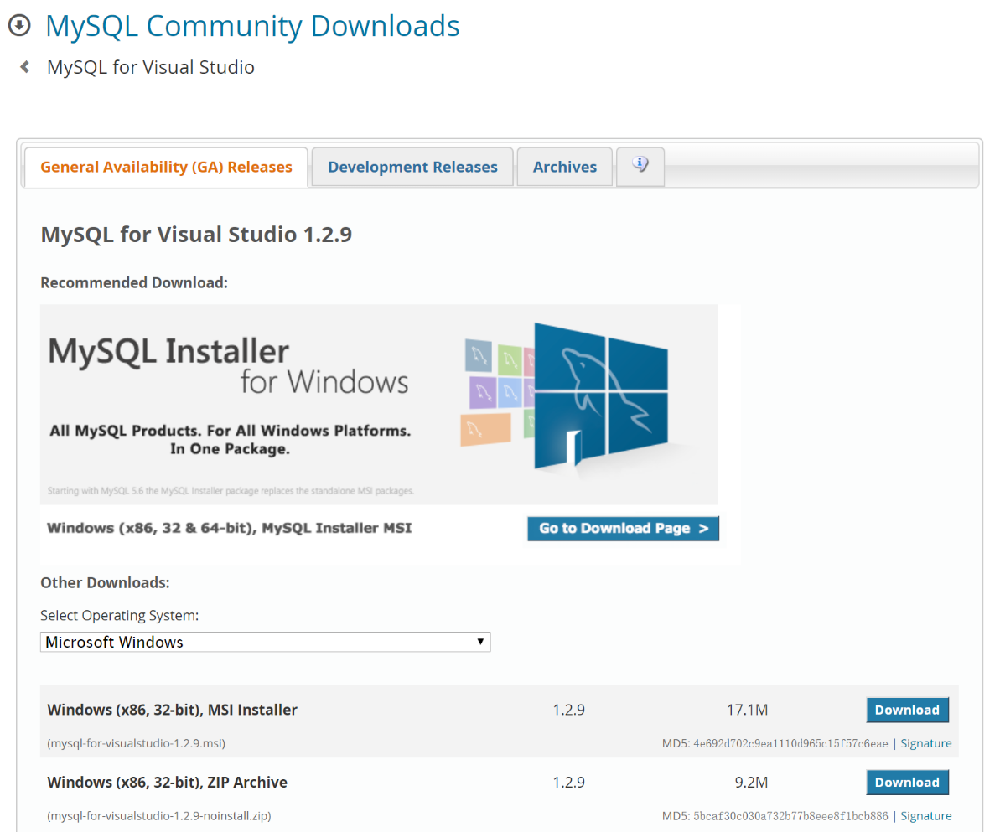 MySQL Community Downloads
MySQL for Visual Studio
General Availability (GA) Releases
Development Releases
Archives
MySQL for Visual Studio 1.2.9
Recommended Download:
MySQL Installer
for Windows
All MySQL Products. For All Windows Platforms.
In One Package.
Starting with MySQL 5.6 the MySQL Installer package replaces the standalone MSI packages.
Windows (x86, 32 & 64-bit), MySQL Installer MSI
Go to Download Page >
Other Downloads:
Select Operating System:
Microsoft Windows
Windows (x86, 32-bit), MSI Installer 1.2.9 17.1M Download
(mysql-for-visualstudio-1.2.9.msi) MD5: 4e692d702c9ea1110d965c15f57c6eae | Signature
Windows (x86, 32-bit), ZIP Archive 1.2.9 9.2M Download
(mysql-for-visualstudio-1.2.9-noinstall.zip) MD5: 5bcaf30c030a732b77b8eee8f1bcb886 | Signature